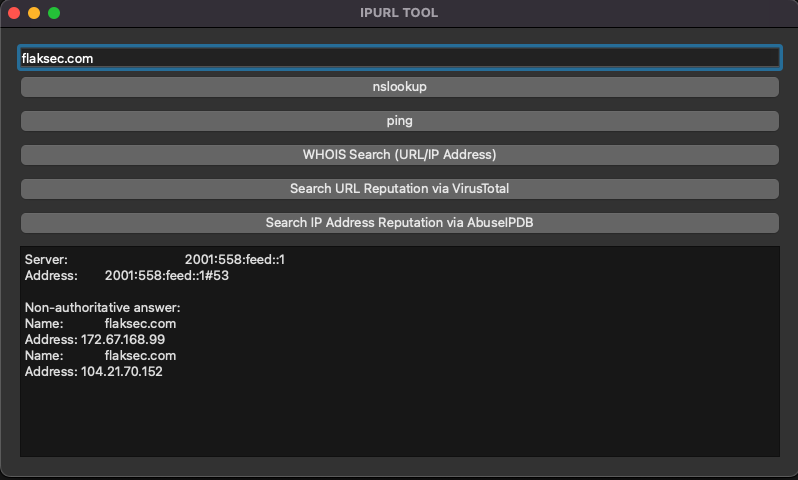 IPURL TOOL
flaksec.com
nslookup
ping
WHOIS Search (URL/IP Address)
Search URL Reputation via VirusTotal
Search IP Address Reputation via AbuseIPDB
Server: 2001:558:feed::1
Address: 2001:558:feed::1#53
Non-authoritative answer:
Name: flaksec.com
Address: 172.67.168.99
Name: flaksec.com
Address: 104.21.70.152